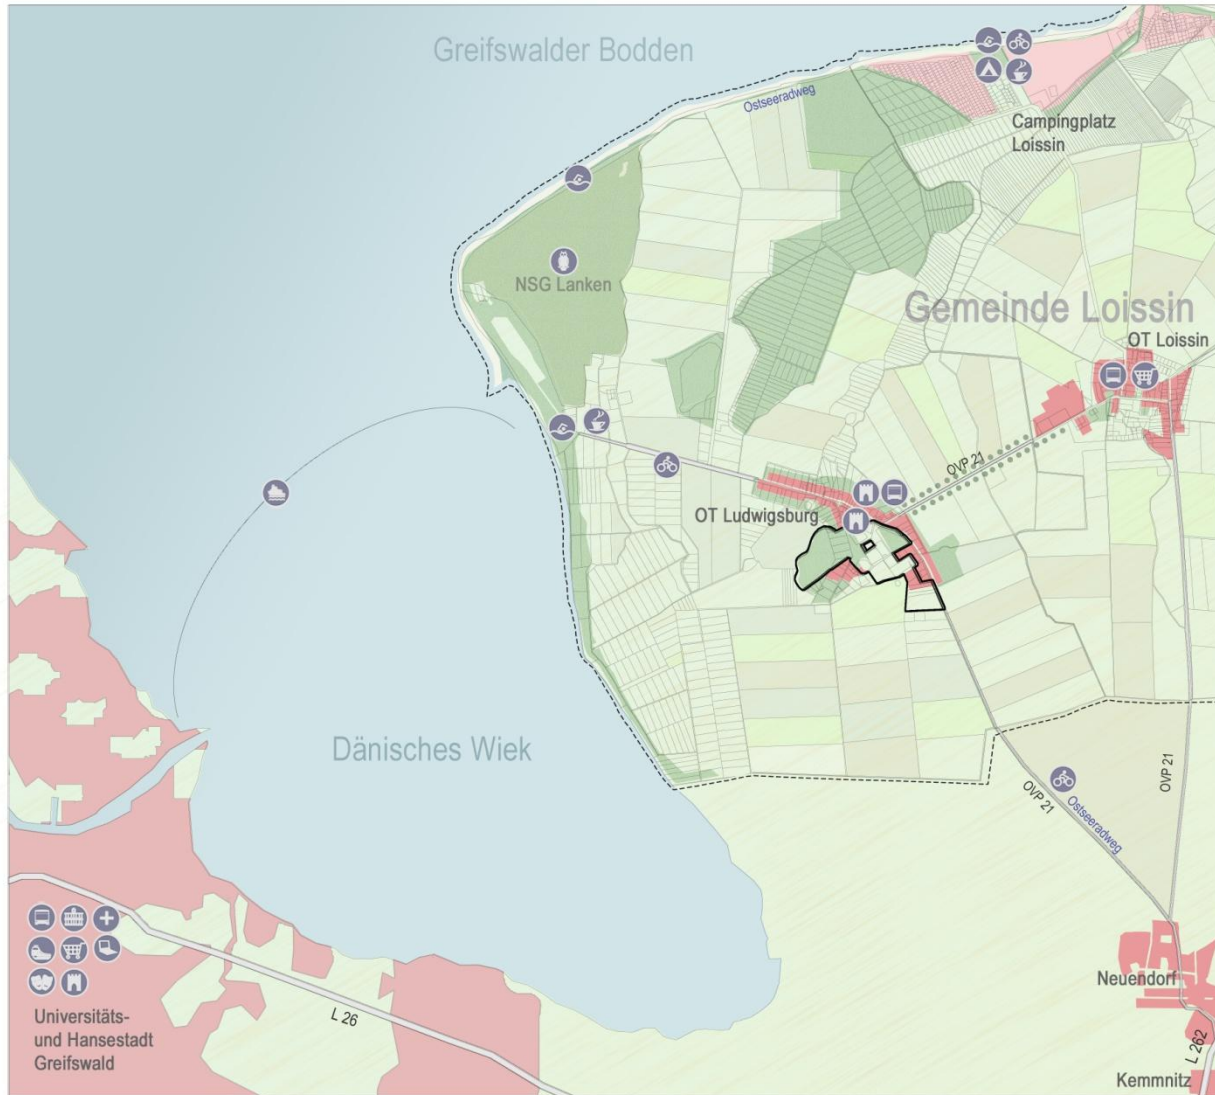 Greifswalder Bodden
Ostseeradweg
Campingplatz
Loissin
NSG Lanken
Gemeinde Loissin
OT Loissin
OVP 21
OT Ludwigsburg
Dänisches Wiek
OVP 21
OVP 21
Ostseeradweg
Neuendorf
L 26
L 262
Universitäts-
und Hansestadt
Greifswald
Kemmnitz